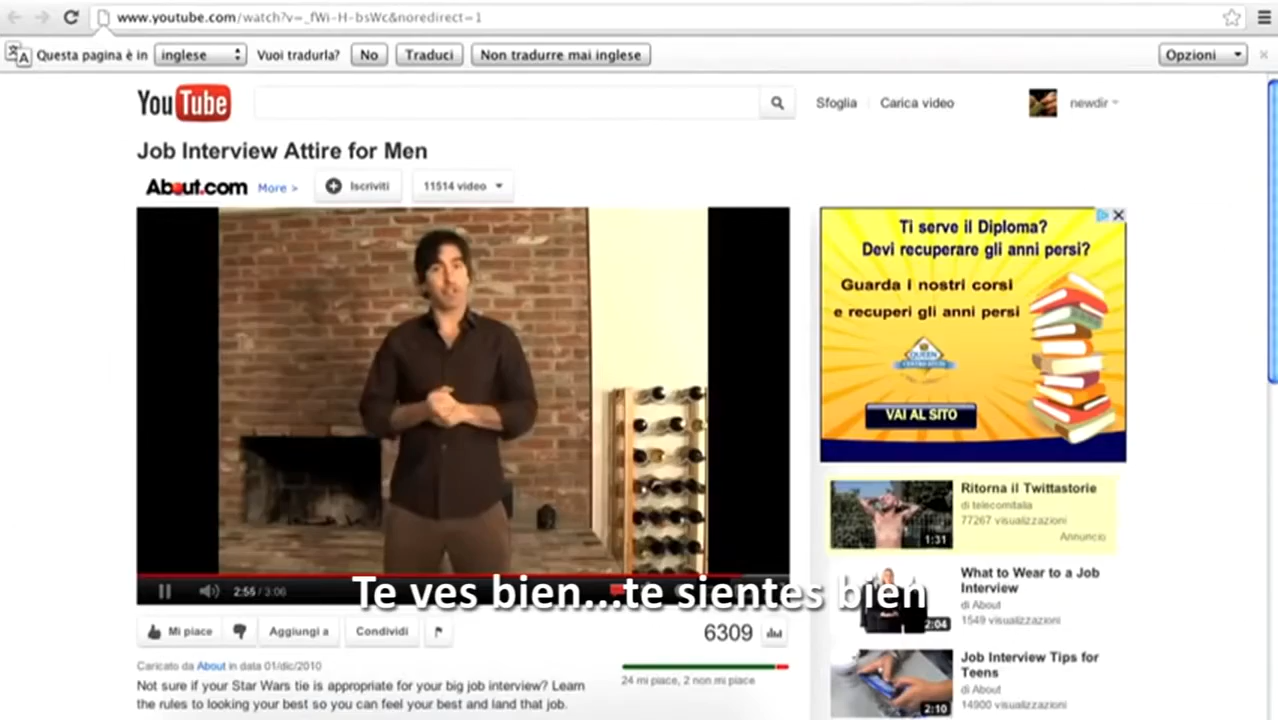 www.youtube.com/watch?v=_fWi-H-bsWc&noredirect=1
Questa pagina è in inglese Vuoi tradurla? No Traduci Non tradurre mai inglese Opzioni
YouTube Sfoglia Carica video newdir
Job Interview Attire for Men
About.com More > Iscriviti 11514 video
Ti serve il Diploma?
Devi recuperare gli anni persi?
Guarda i nostri corsi
e recuperi gli anni persi
QUEEN
VAI AL SITO
2:55 / 3:06
Te ves bien...te sientes bien
Mi piace Aggiungi a Condividi 6309
Caricato da About in data 01/dic/2010
24 mi piace, 2 non mi piace
Not sure if your Star Wars tie is appropriate for your big job interview? Learn
the rules to looking your best so you can feel your best and land that job.
Ritorna il Twittastorie
di telecomitalia
77267 visualizzazioni
Annuncio
1:31
What to Wear to a Job
Interview
di About
1549 visualizzazioni
2:04
Job Interview Tips for
Teens
di About
14900 visualizzazioni
2:10